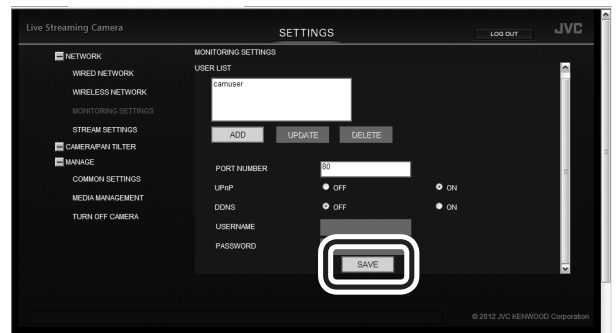 Live Streaming Camera
SETTINGS
LOG OUT
JVC
NETWORK
WIRED NETWORK
WIRELESS NETWORK
MONITORING SETTINGS
STREAM SETTINGS
CAMERA/PAN TILTER
MANAGE
COMMON SETTINGS
MEDIA MANAGEMENT
TURN OFF CAMERA
MONITORING SETTINGS
USER LIST
camuser
ADD UPDATE DELETE
PORT NUMBER 80
UPnP OFF ON
DDNS OFF ON
USERNAME
PASSWORD
SAVE
© 2012 JVC KENWOOD Corporation